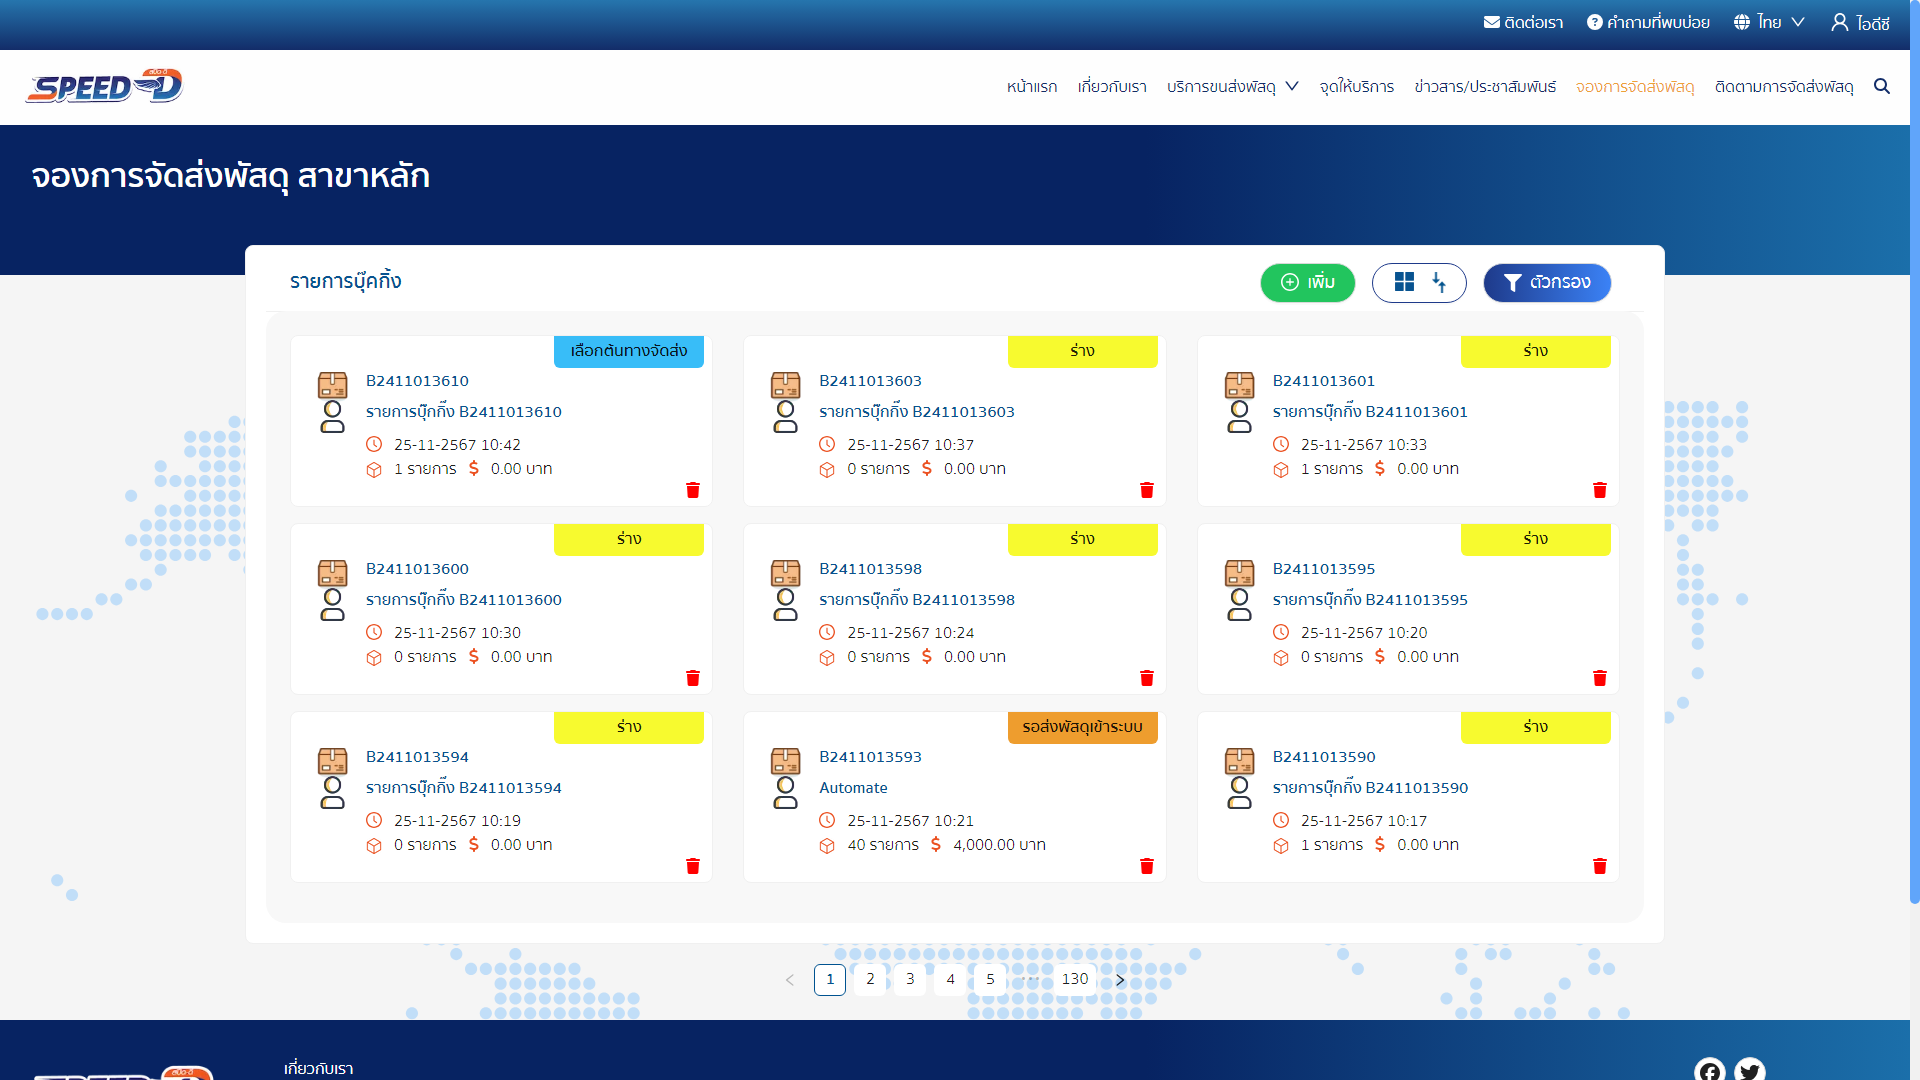 ติดต่อเรา คำถามที่พบบ่อย ไทย ไอดีซี
สปีด-ดี
SPEED-D หน้าแรก เกี่ยวกับเรา บริการขนส่งพัสดุ จุดให้บริการ ข่าวสาร/ประชาสัมพันธ์ จองการจัดส่งพัสดุ ติดตามการจัดส่งพัสดุ
จองการจัดส่งพัสดุ สาขาหลัก
รายการบุ๊คกิ้ง เพิ่ม ตัวกรอง
เลือกต้นทางจัดส่ง
B2411013610
รายการบุ๊กกิ๊ง B2411013610
25-11-2567 10:42
1 รายการ 0.00 บาท
ร่าง
B2411013603
รายการบุ๊กกิ๊ง B2411013603
25-11-2567 10:37
0 รายการ 0.00 บาท
ร่าง
B2411013601
รายการบุ๊กกิ๊ง B2411013601
25-11-2567 10:33
1 รายการ 0.00 บาท
ร่าง
B2411013600
รายการบุ๊กกิ๊ง B2411013600
25-11-2567 10:30
0 รายการ 0.00 บาท
ร่าง
B2411013598
รายการบุ๊กกิ๊ง B2411013598
25-11-2567 10:24
0 รายการ 0.00 บาท
ร่าง
B2411013595
รายการบุ๊กกิ๊ง B2411013595
25-11-2567 10:20
0 รายการ 0.00 บาท
ร่าง
B2411013594
รายการบุ๊กกิ๊ง B2411013594
25-11-2567 10:19
0 รายการ 0.00 บาท
รอส่งพัสดุเข้าระบบ
B2411013593
Automate
25-11-2567 10:21
40 รายการ 4,000.00 บาท
ร่าง
B2411013590
รายการบุ๊กกิ๊ง B2411013590
25-11-2567 10:17
1 รายการ 0.00 บาท
1 2 3 4 5 ••• 130
เกี่ยวกับเรา
สปีด-ดี